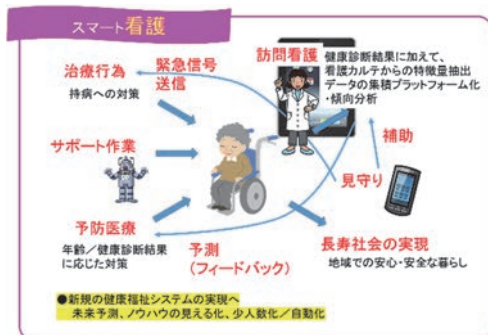 スマート看護
治療行為
持病への対策
緊急信号
送信
訪問看護
健康診断結果に加えて、
看護カルテからの特徴量抽出
データの集積プラットフォーム化
・傾向分析
サポート作業
補助
見守り
予防医療
年齢／健康診断結果
に応じた対策
予測
（フィードバック）
長寿社会の実現
地域での安心・安全な暮らし
●新規の健康福祉システムの実現へ
未来予測、ノウハウの見える化、少人数化／自動化